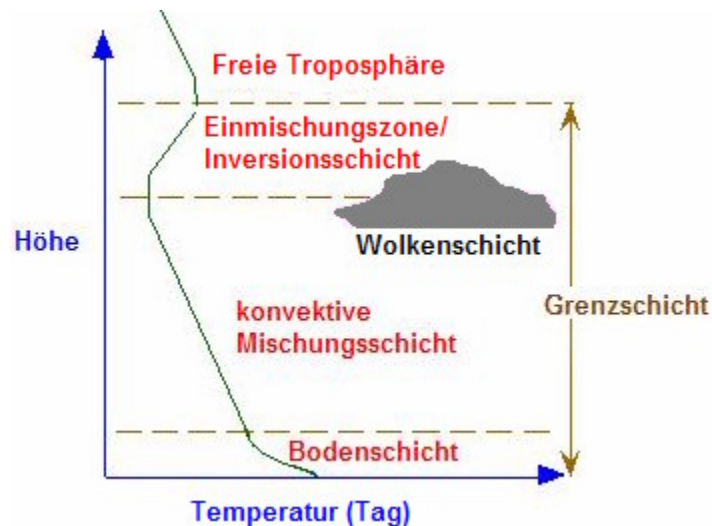 Freie Troposphäre
Einmischungszone/
Inversionsschicht
Höhe
Wolkenschicht
konvektive
Mischungsschicht
Grenzschicht
Bodenschicht
Temperatur (Tag)